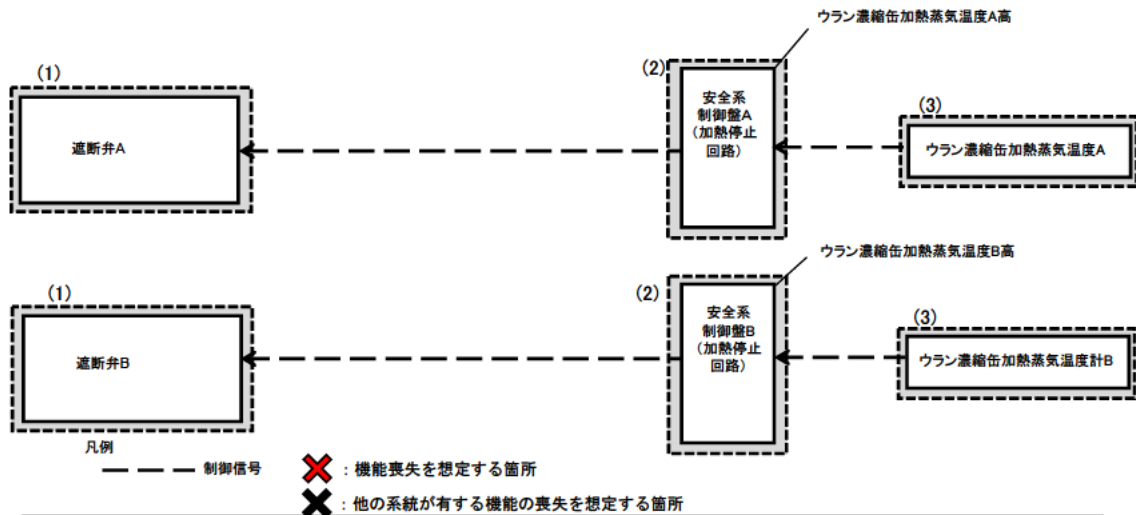 ウラン濃縮缶加熱蒸気温度A高
(1)
(2)
遮断弁A
安全系
制御盤A
(加熱停止
回路)
(3)
ウラン濃縮缶加熱蒸気温度A
ウラン濃縮缶加熱蒸気温度B高
(1)
(2)
遮断弁B
安全系
制御盤B
(加熱停止
回路)
(3)
ウラン濃縮缶加熱蒸気温度計B
凡例
制御信号
:機能喪失を想定する箇所
:他の系統が有する機能の喪失を想定する箇所